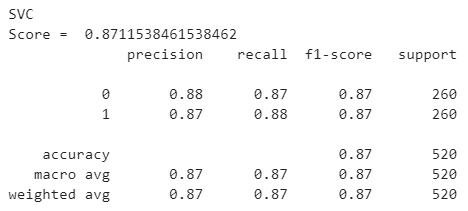 SVC
Score =  0.8711538461538462
precision    recall  f1-score   support
0       0.88      0.87      0.87       260
1       0.87      0.88      0.87       260
accuracy                           0.87       520
macro avg       0.87      0.87      0.87       520
weighted avg       0.87      0.87      0.87       520